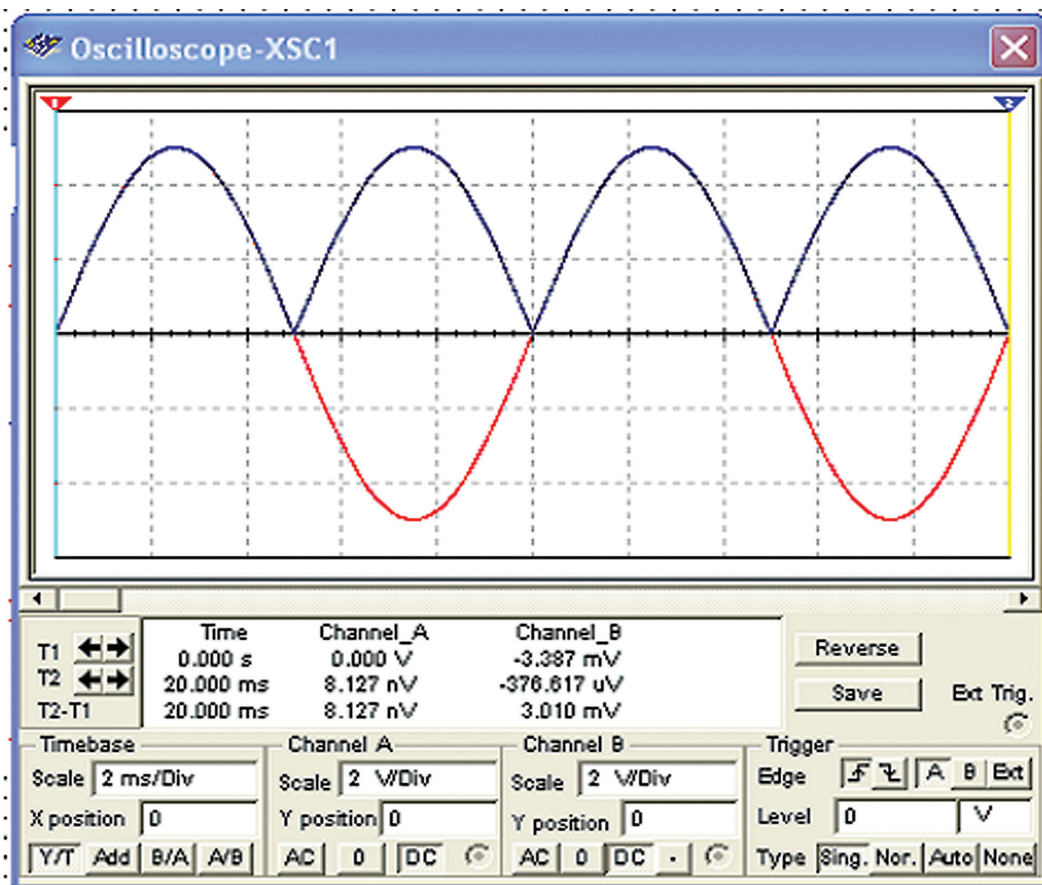 Oscilloscope-XSC1
1 2
Time Channel_A Channel_B
T1 0.000 s 0.000 V -3.387 mV
T2 20.000 ms 8.127 nV -376.617 uV
T2-T1 20.000 ms 8.127 nV 3.010 mV
Reverse
Save
Ext Trig.
Timebase
Scale 2 ms/Div
X position 0
Y/T Add B/A A/B
Channel A
Scale 2 V/Div
Y position 0
AC 0 DC
Channel B
Scale 2 V/Div
Y position 0
AC 0 DC -
Trigger
Edge A B Ext
Level 0 V
Type Sing. Nor. Auto None